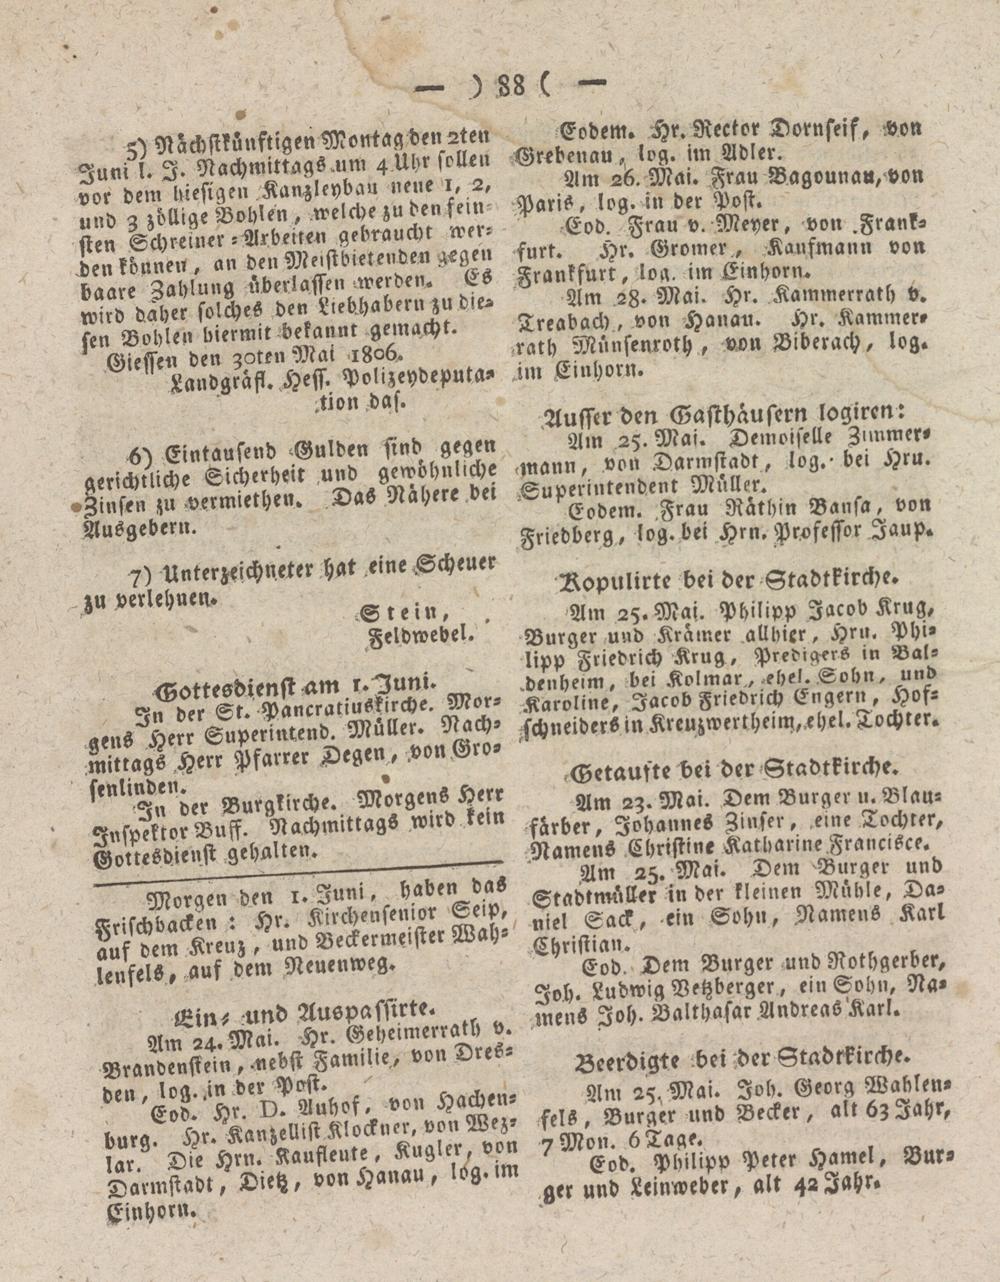 — ) 88 ( —
5) Nächstkünftigen Montag den 2ten
Juni l. J. Nachmittags um 4 Uhr sollen
vor dem hiesigen Kanzleybau neue 1, 2,
und 3 zöllige Bohlen, welche zu den fein-
sten Schreiner-Arbeiten gebraucht wer-
den können, an den Meistbietenden gegen
baare Zahlung überlassen werden. Es
wird daher solches den Liebhabern zu die-
sen Bohlen hiermit bekannt gemacht.
Giessen den 30ten Mai 1806.
Landgräfl. Hess. Polizeydeputa-
tion das.
6) Eintausend Gulden sind gegen
gerichtliche Sicherheit und gewöhnliche
Zinsen zu vermiethen. Das Nähere bei
Ausgebern.
7) Unterzeichneter hat eine Scheuer
zu verlehnen.
Stein,
Feldwebel.
Gottesdienst am 1. Juni.
In der St. Pancratiuskirche. Mor-
gens Herr Superintend. Müller. Nach-
mittags Herr Pfarrer Degen, von Gro-
senlinden.
In der Burgkirche. Morgens Herr
Inspektor Buff. Nachmittags wird kein
Gottesdienst gehalten.
Morgen den 1. Juni, haben das
Frischbacken: Hr. Kirchensenior Seip,
auf dem Kreuz, und Beckermeister Wah-
lenfels, auf dem Neuenweg.
Ein- und Auspassirte.
Am 24. Mai. Hr. Geheimerrath v.
Brandenstein, nebst Familie, von Dres-
den, log. in der Post.
Eod. Hr. D. Auhof, von Hachen-
burg. Hr. Kanzellist Klockner, von Wez-
lar. Die Hrn. Kaufleute, Kugler, von
Darmstadt, Dietz, von Hanau, log. im
Einhorn.
Eodem. Hr. Rector Dornseif, von
Grebenau, log. im Adler.
Am 26. Mai. Frau Bagounau, von
Paris, log. in der Post.
Eod. Frau v. Meyer, von Frank-
furt. Hr. Gromer, Kaufmann von
Frankfurt, log. im Einhorn.
Am 28. Mai. Hr. Kammerrath v.
Treabach, von Hanau. Hr. Kammer-
rath Münsenroth, von Biberach, log.
im Einhorn.
Ausser den Gasthäusern logiren:
Am 25. Mai. Demoiselle Zimmer-
mann, von Darmstadt, log. bei Hrn.
Superintendent Müller.
Eodem. Frau Räthin Bansa, von
Friedberg, log. bei Hrn. Professor Jaup.
Kopulirte bei der Stadtkirche.
Am 25. Mai. Philipp Jacob Krug,
Burger und Krämer allhier, Hrn. Phi-
lipp Friedrich Krug, Predigers in Bal-
denheim, bei Kolmar, ehel. Sohn, und
Karoline, Jacob Friedrich Engern, Hof-
schneiders in Kreuzwertheim, ehel. Tochter.
Getaufte bei der Stadtkirche.
Am 23. Mai. Dem Burger u. Blau-
färber, Johannes Zinser, eine Tochter,
Namens Christine Katharine Francisce.
Am 25. Mai. Dem Burger und
Stadtmüller in der kleinen Mühle, Da-
niel Sack, ein Sohn, Namens Karl
Christian.
Eod. Dem Burger und Rothgerber,
Joh. Ludwig Vetzberger, ein Sohn, Na-
mens Joh. Balthasar Andreas Karl.
Beerdigte bei der Stadtkirche.
Am 25. Mai. Joh. Georg Wahlen-
fels, Burger und Becker, alt 63 Jahr,
7 Mon. 6 Tage.
Eod. Philipp Peter Hamel, Bur-
ger und Leinweber, alt 42 Jahr.